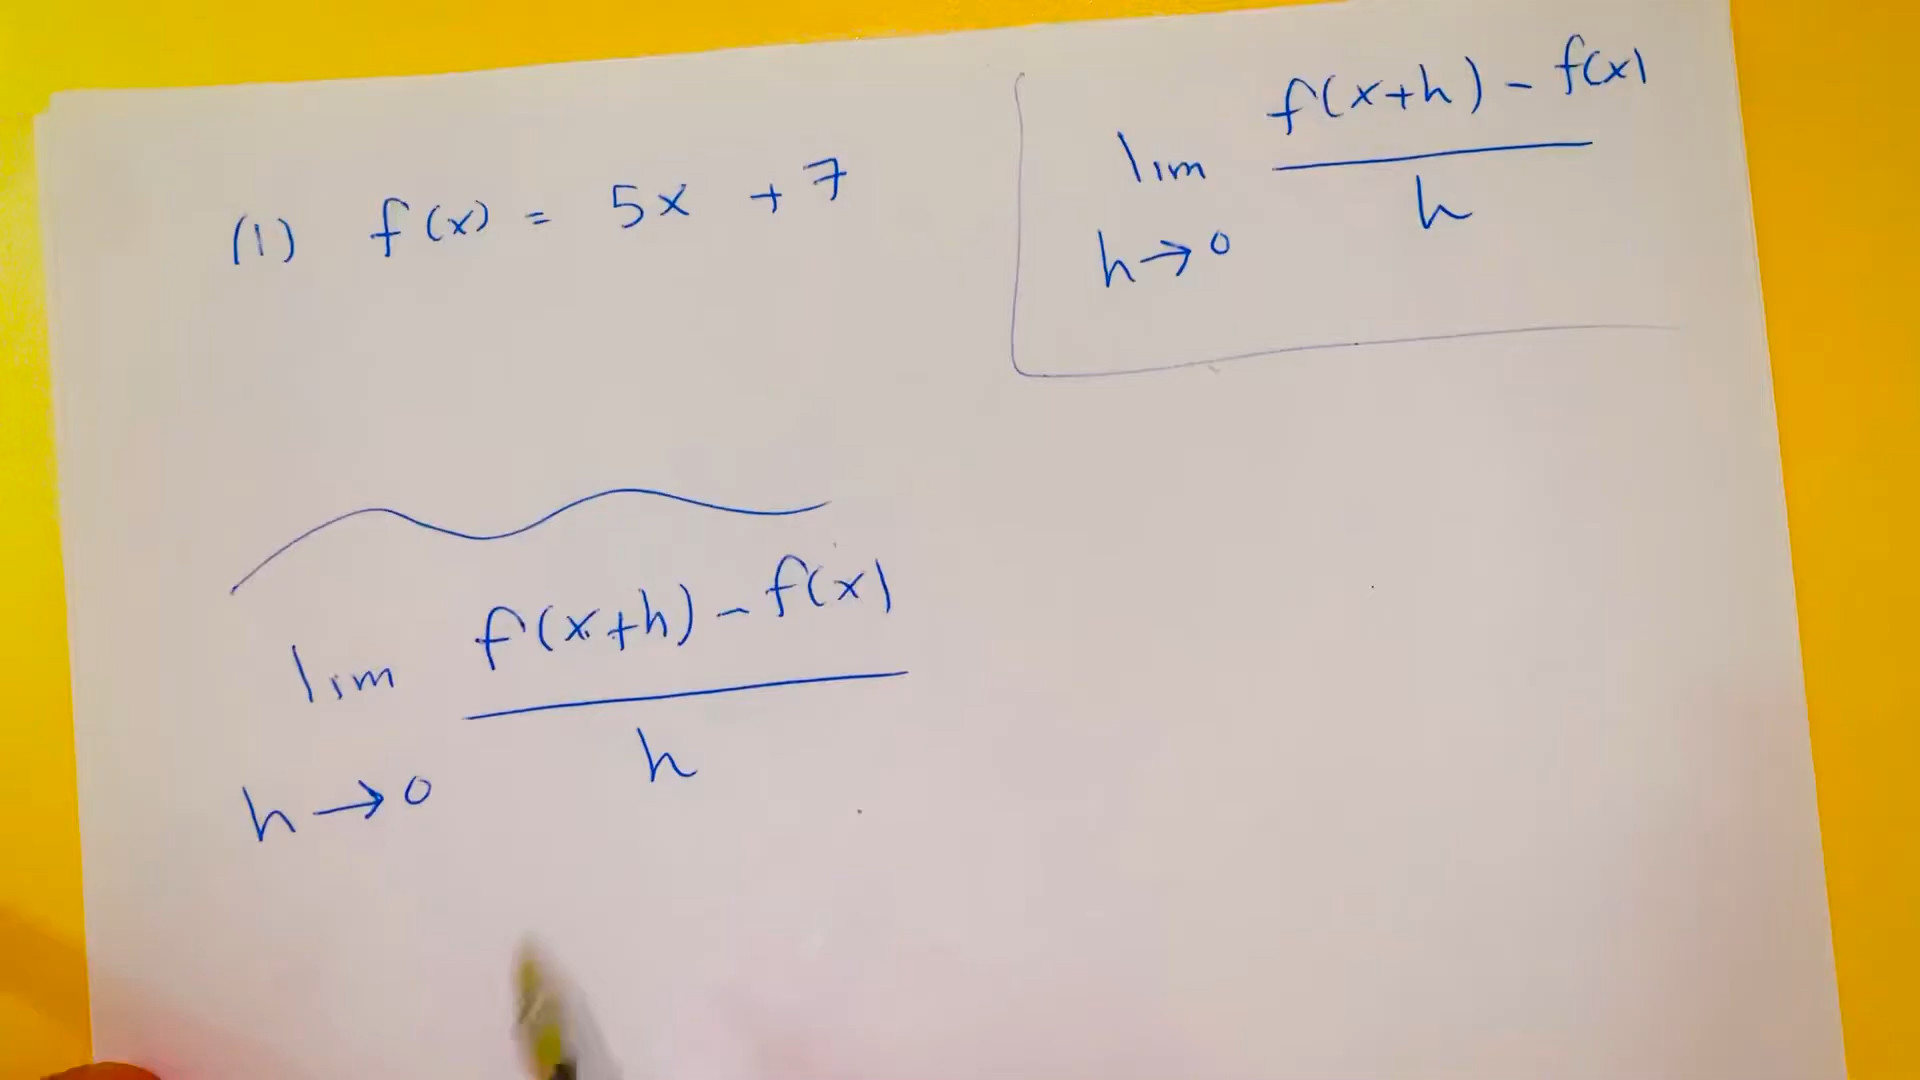 (1) f(x) = 5x + 7
f(x+h) - f(x)
lim
h
h→0
f(x+h) - f(x)
lim
h
h→0